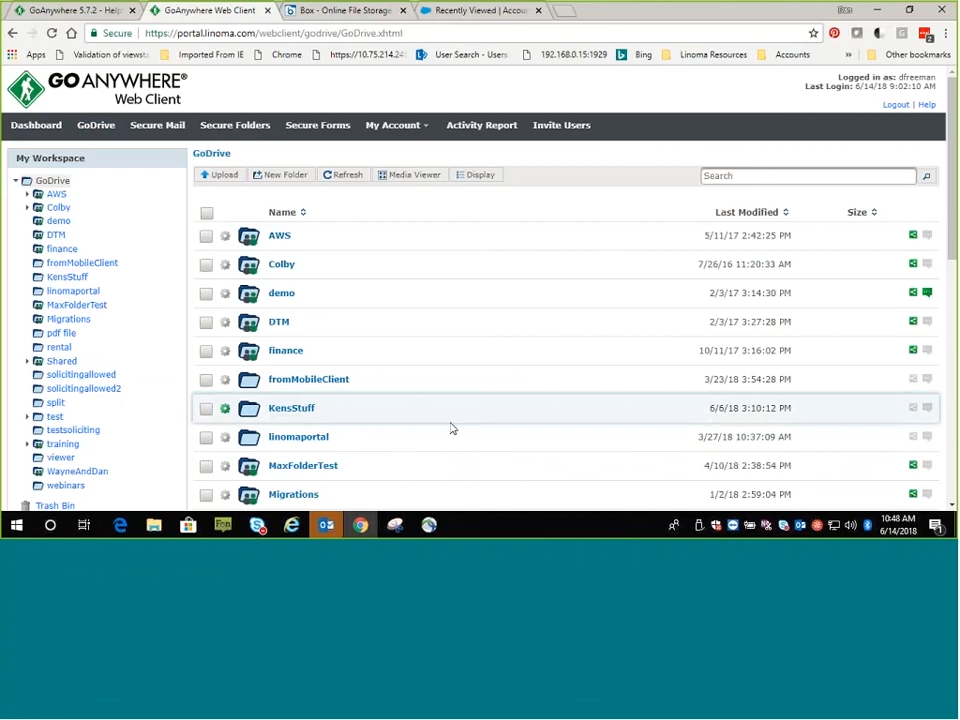 GoAnywhere 5.7.2 - Help
GoAnywhere Web Client
Box - Online File Storage
Recently Viewed | Accou
Secure | https://portal.linoma.com/webclient/godrive/GoDrive.xhtml
Apps Validation of viewsta Imported From IE Chrome https://10.75.214.24 User Search - Users 192.168.0.15:1929 Bing Linoma Resources Accounts » Other bookmarks
GO ANYWHERE®
Web Client
Logged in as: dfreeman
Last Login: 6/14/18 9:02:10 AM
Logout | Help
Dashboard GoDrive Secure Mail Secure Folders Secure Forms My Account Activity Report Invite Users
My Workspace
GoDrive
AWS
Colby
demo
DTM
finance
fromMobileClient
KensStuff
linomaportal
MaxFolderTest
Migrations
pdf file
rental
Shared
solicitingallowed
solicitingallowed2
split
test
testsoliciting
training
viewer
WayneAndDan
webinars
Trash Bin
GoDrive
Upload New Folder Refresh Media Viewer Display Search
Name Last Modified Size
AWS 5/11/17 2:42:25 PM
Colby 7/26/16 11:20:33 AM
demo 2/3/17 3:14:30 PM
DTM 2/3/17 3:27:28 PM
finance 10/11/17 3:16:02 PM
fromMobileClient 3/23/18 3:54:28 PM
KensStuff 6/6/18 3:10:12 PM
linomaportal 3/27/18 10:37:09 AM
MaxFolderTest 4/10/18 2:38:54 PM
Migrations 1/2/18 2:59:04 PM
10:48 AM
6/14/2018